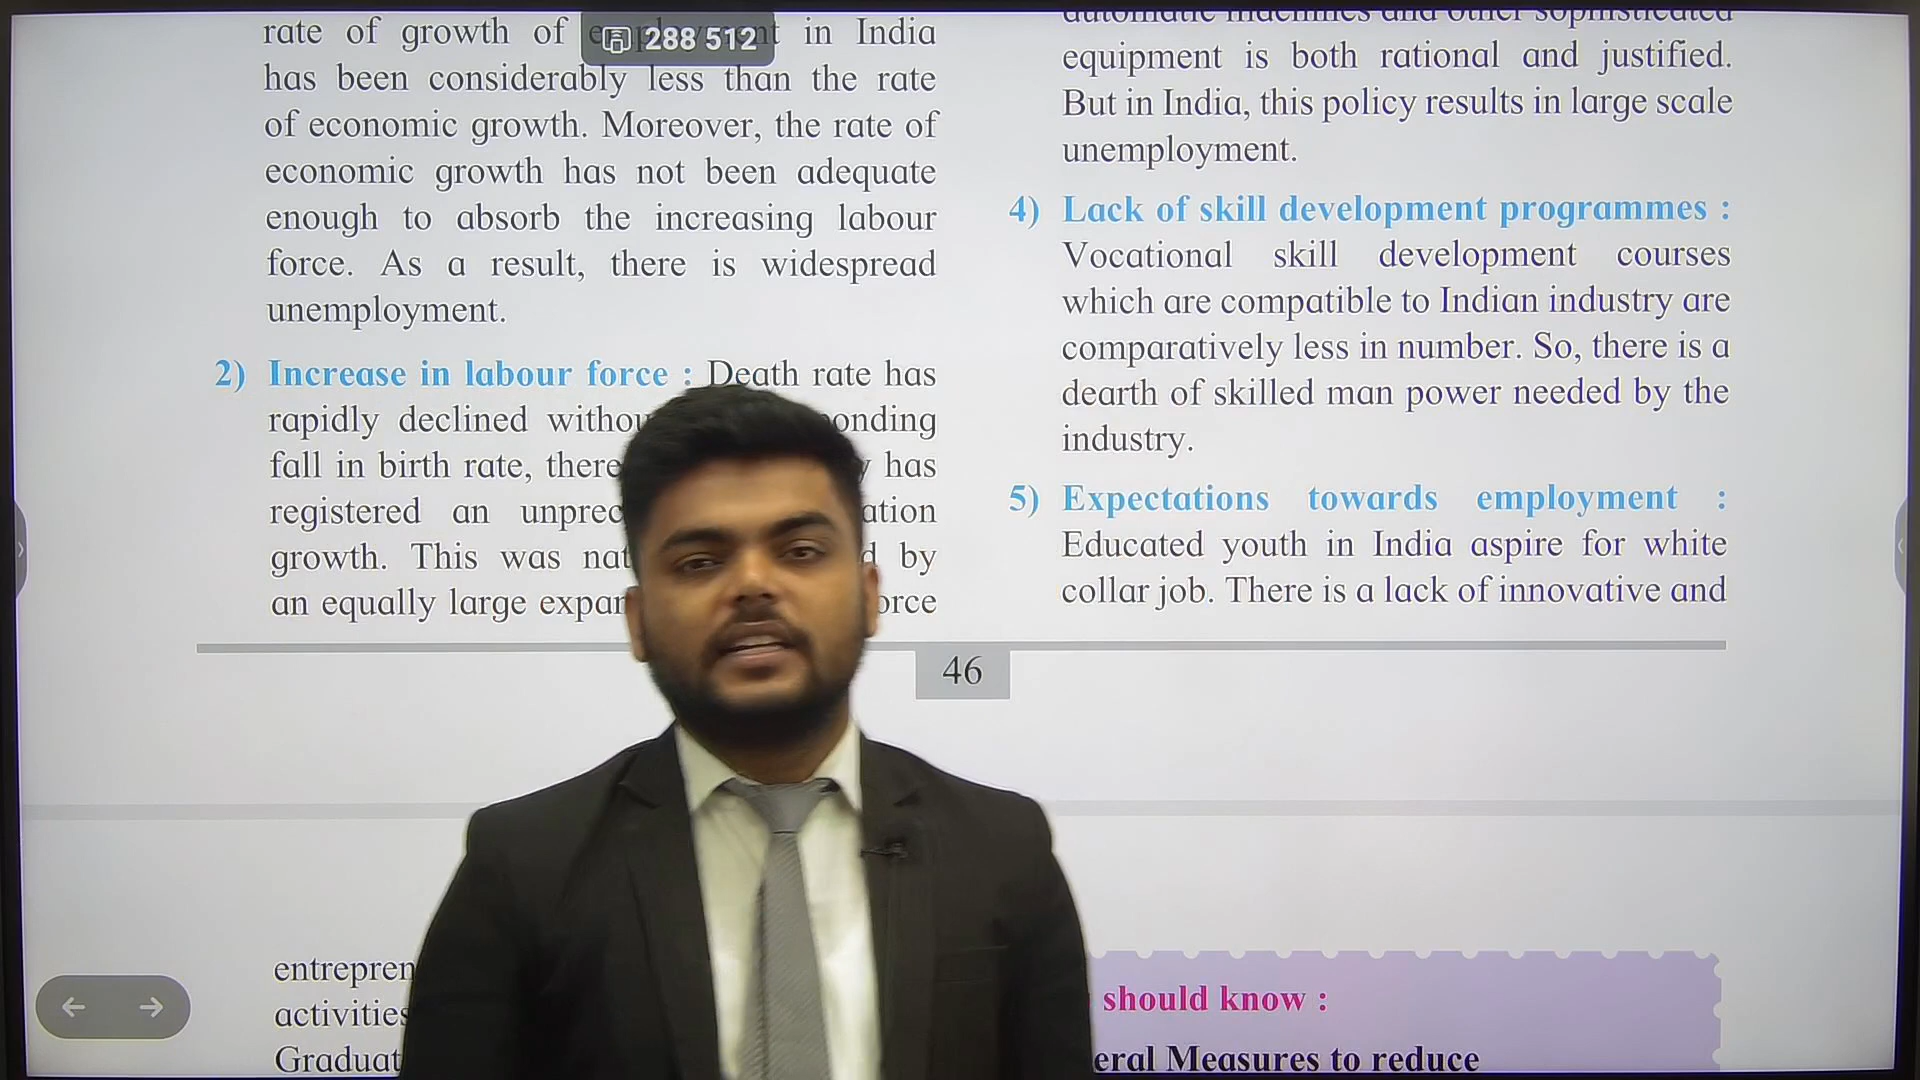 288 512
rate of growth of in India
has been considerably less than the rate
of economic growth. Moreover, the rate of
economic growth has not been adequate
enough to absorb the increasing labour
force. As a result, there is widespread
unemployment.
2) Increase in labour force : Death rate has
rapidly declined
fall in birth rate, has
registered an
growth. This was by
an equally large
automatic machines and other sophisticated
equipment is both rational and justified.
But in India, this policy results in large scale
unemployment.
4) Lack of skill development programmes :
Vocational skill development courses
which are compatible to Indian industry are
comparatively less in number. So, there is a
dearth of skilled man power needed by the
industry.
5) Expectations towards employment :
Educated youth in India aspire for white
collar job. There is a lack of innovative and
46
activities
should know :
Measures to reduce